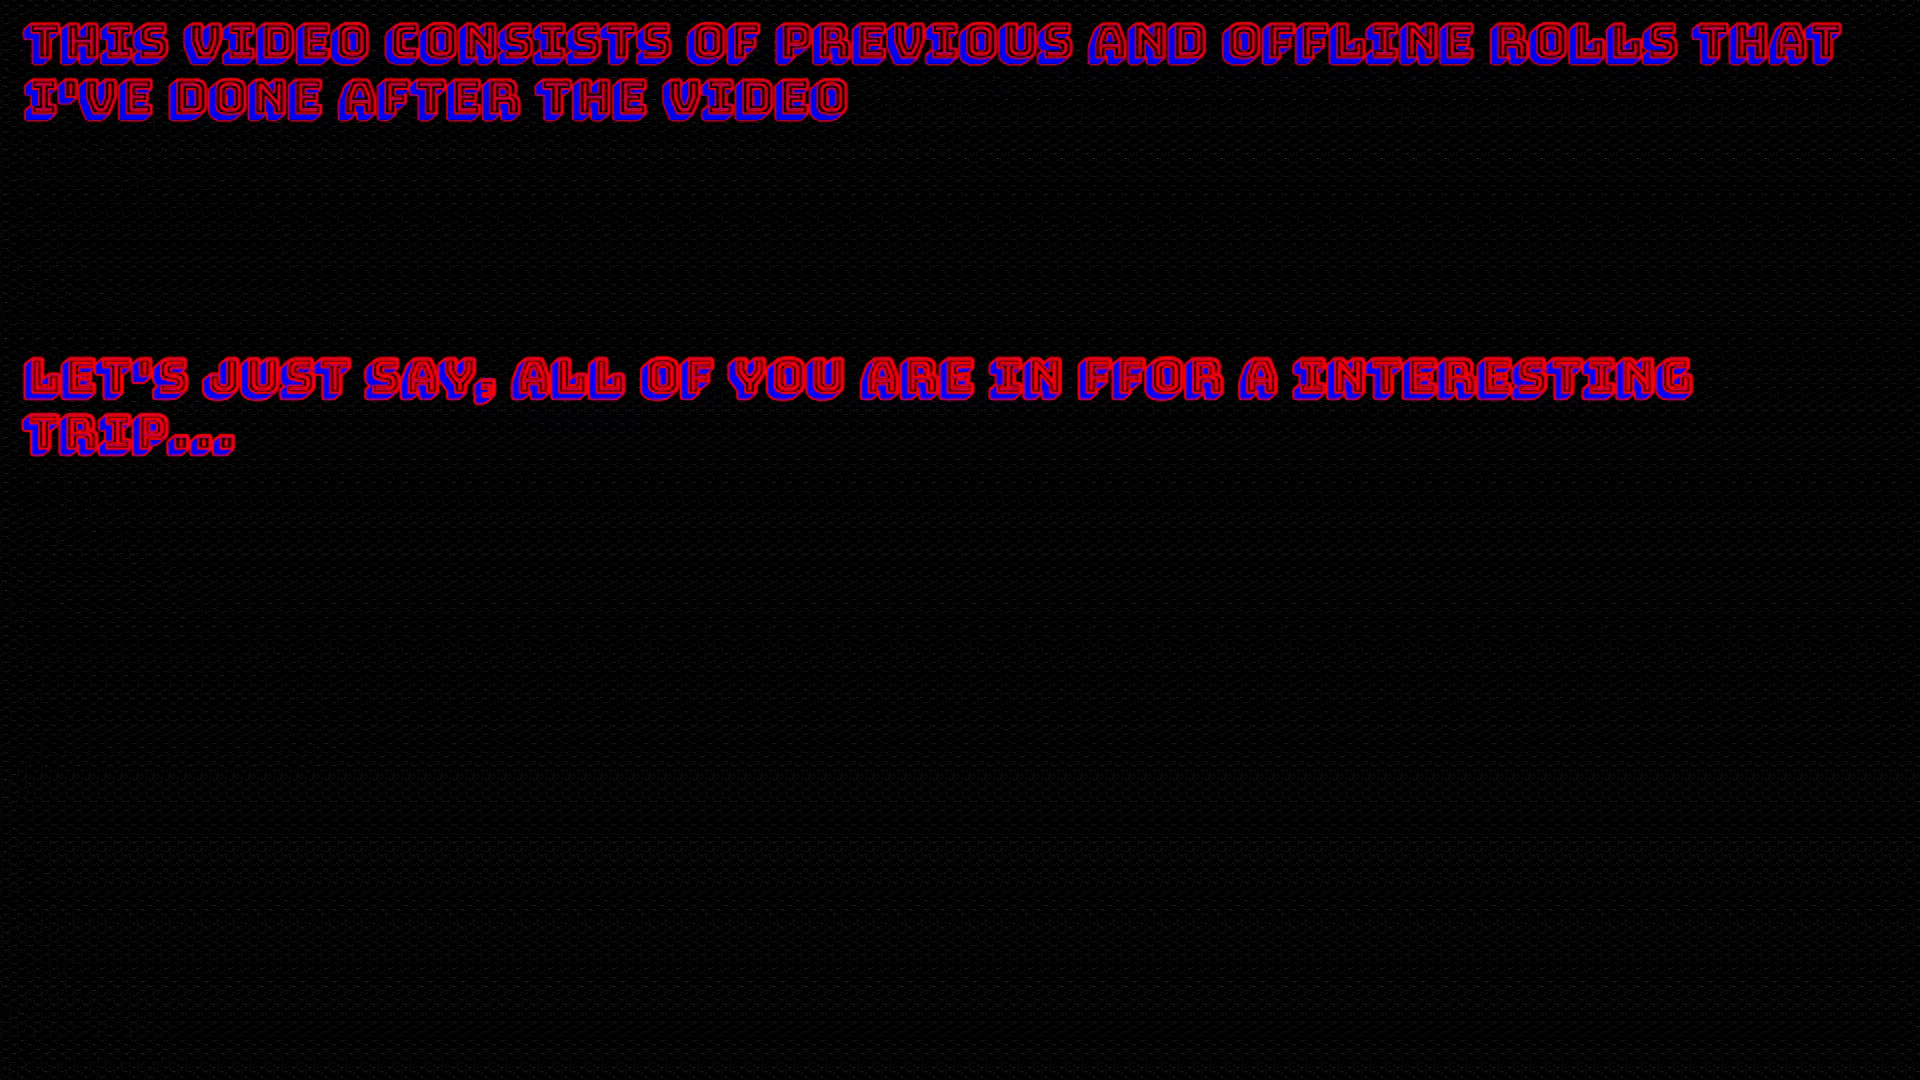 THIS VIDEO CONSISTS OF PREVIOUS AND OFFLINE ROLLS THAT
I'VE DONE AFTER THE VIDEO
LET'S JUST SAY, ALL OF YOU ARE IN FFOR A INTERESTING
TRIP...